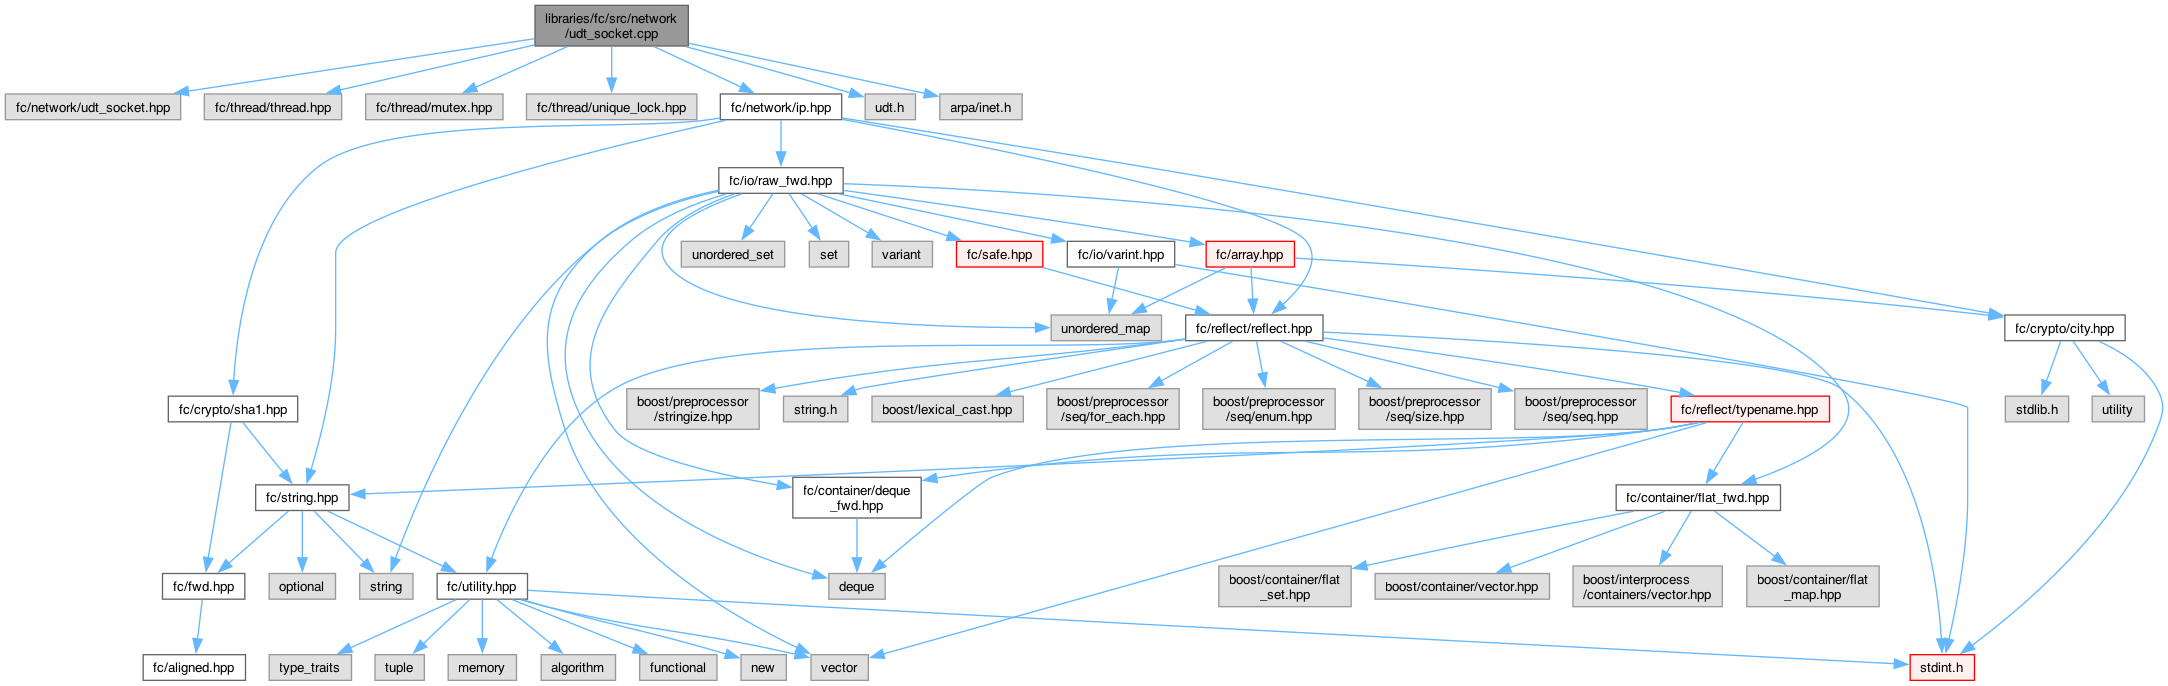 libraries/fc/src/network
/udt_socket.cpp
fc/network/udt_socket.hpp
fc/thread/thread.hpp
fc/thread/mutex.hpp
fc/thread/unique_lock.hpp
fc/network/ip.hpp
udt.h
arpa/inet.h
fc/io/raw_fwd.hpp
unordered_set
set
variant
fc/safe.hpp
fc/io/varint.hpp
fc/array.hpp
unordered_map
fc/reflect/reflect.hpp
fc/crypto/city.hpp
fc/crypto/sha1.hpp
boost/preprocessor
/stringize.hpp
string.h
boost/lexical_cast.hpp
boost/preprocessor
/seq/for_each.hpp
boost/preprocessor
/seq/enum.hpp
boost/preprocessor
/seq/size.hpp
boost/preprocessor
/seq/seq.hpp
fc/reflect/typename.hpp
stdlib.h
utility
fc/string.hpp
fc/container/deque
_fwd.hpp
fc/container/flat_fwd.hpp
fc/fwd.hpp
optional
string
fc/utility.hpp
deque
boost/container/flat
_set.hpp
boost/container/vector.hpp
boost/interprocess
/containers/vector.hpp
boost/container/flat
_map.hpp
fc/aligned.hpp
type_traits
tuple
memory
algorithm
functional
new
vector
stdint.h